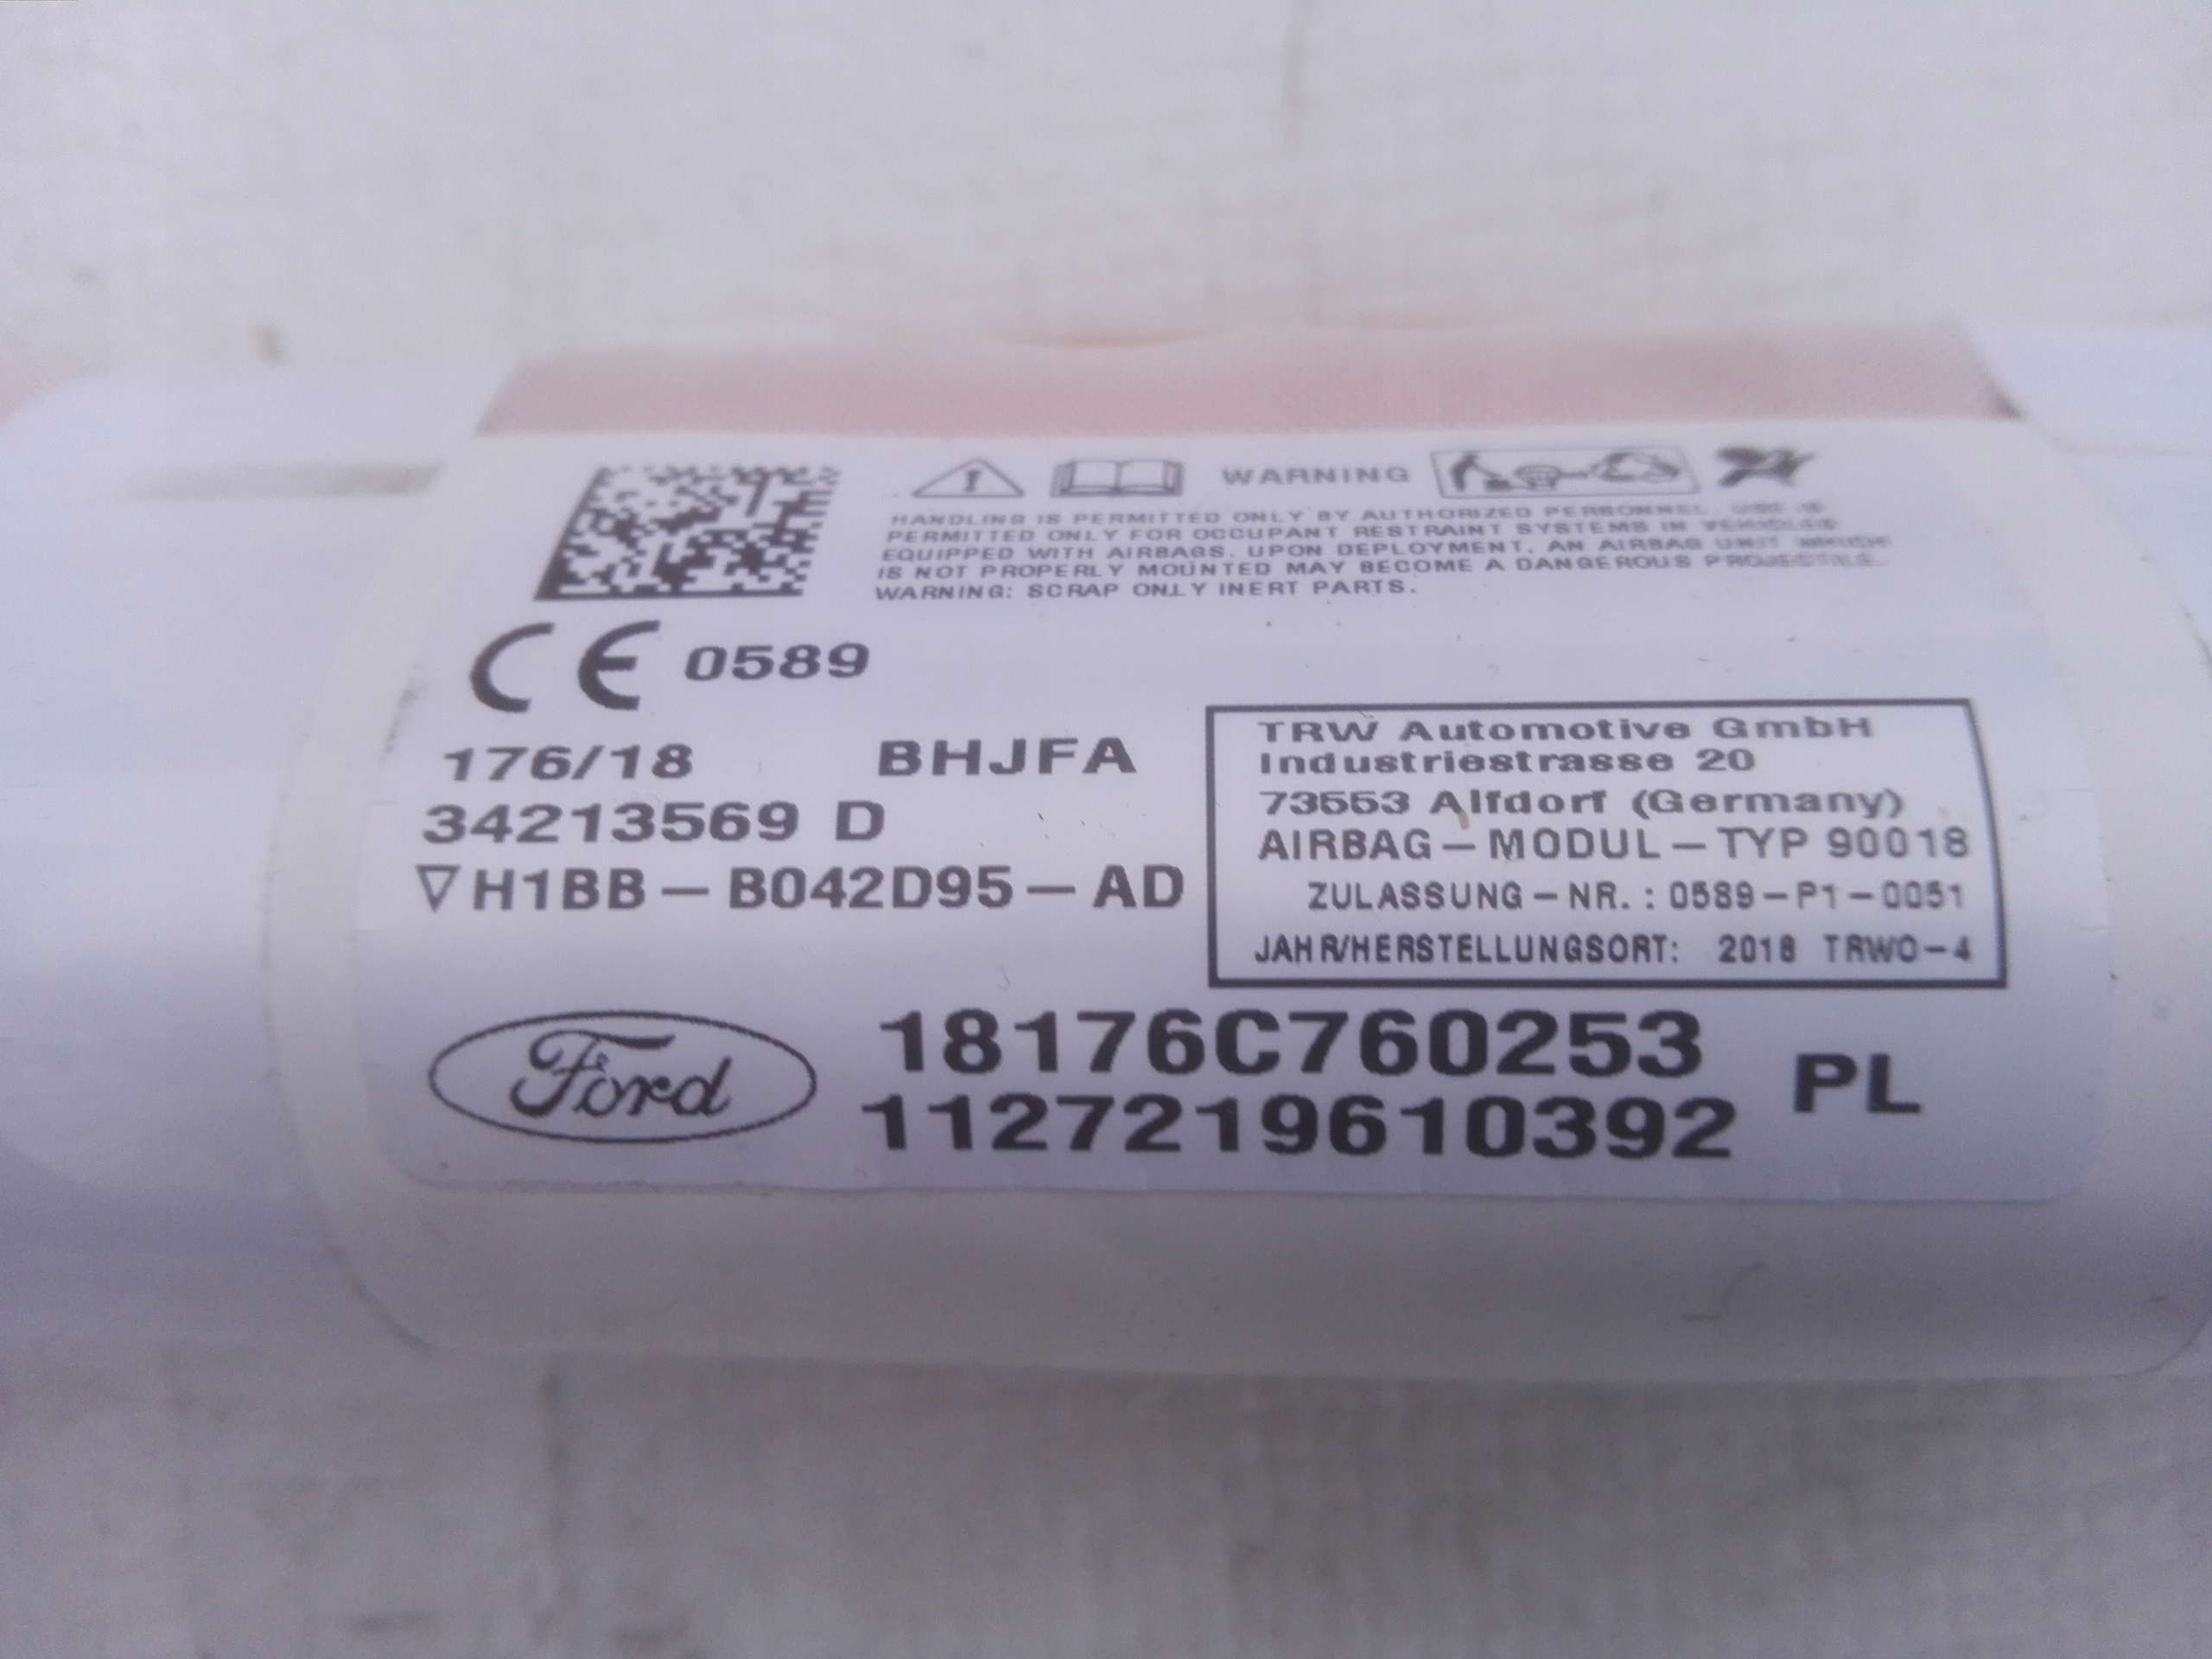 WARNING
HANDLING IS PERMITTED ONLY BY AUTHORIZED PERSONNEL. USE IS
PERMITTED ONLY FOR OCCUPANT RESTRAINT SYSTEMS IN VEHICLES
EQUIPPED WITH AIRBAGS. UPON DEPLOYMENT, AN AIRBAG UNIT WHICH
IS NOT PROPERLY MOUNTED MAY BECOME A DANGEROUS PROJECTILE.
WARNING: SCRAP ONLY INERT PARTS.
CE 0589
176/18 BHJFA
34213569 D
▽H1BB-B042D95-AD
TRW Automotive GmbH
Industriestrasse 20
73553 Alfdorf (Germany)
AIRBAG-MODUL-TYP 90018
ZULASSUNG-NR.: 0589-P1-0051
JAHR/HERSTELLUNGSORT: 2018 TRWO-4
Ford
18176C760253
1127219610392
PL